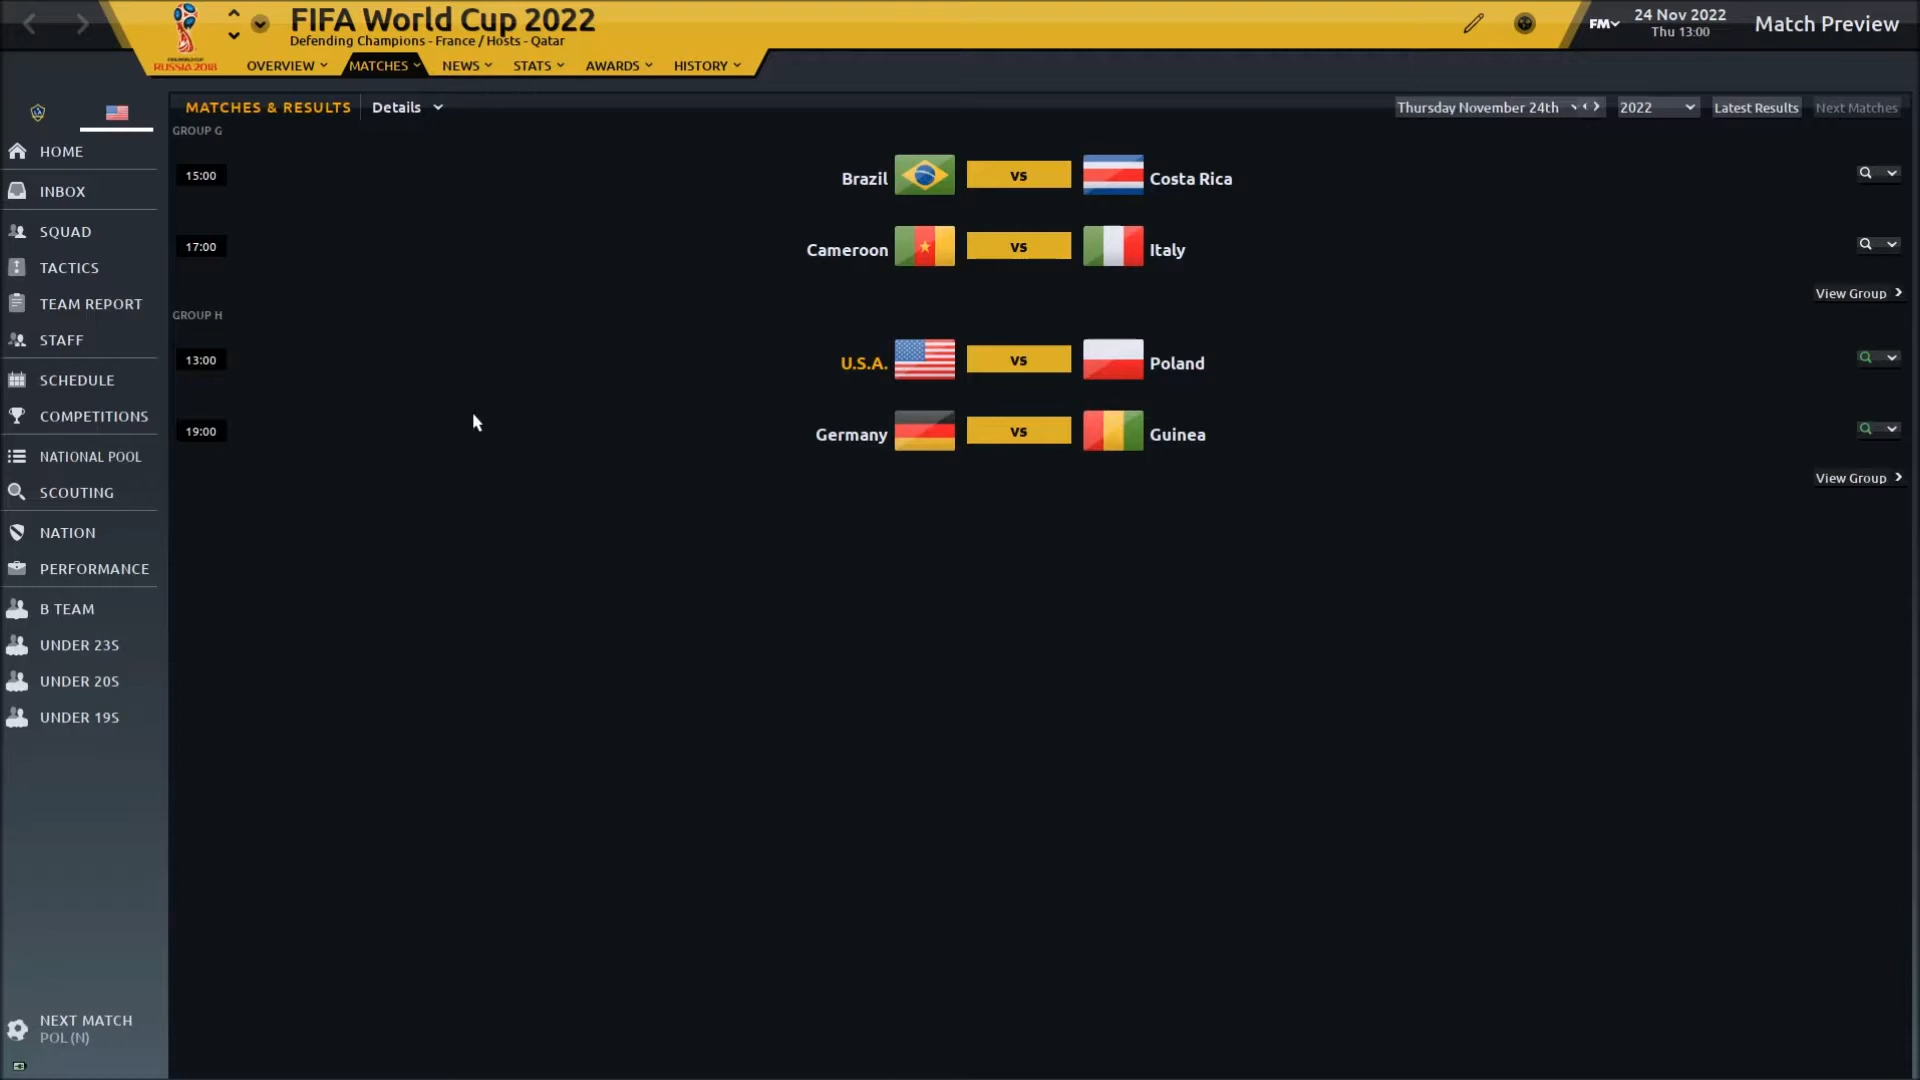 FIFA World Cup 2022
Defending Champions - France / Hosts - Qatar
RUSSIA 2018
OVERVIEW MATCHES NEWS STATS AWARDS HISTORY
FM
24 Nov 2022
Thu 13:00
Match Preview
MATCHES & RESULTS Details
Thursday November 24th 2022 Latest Results Next Matches
HOME
INBOX
SQUAD
TACTICS
TEAM REPORT
STAFF
SCHEDULE
COMPETITIONS
NATIONAL POOL
SCOUTING
NATION
PERFORMANCE
B TEAM
UNDER 23S
UNDER 20S
UNDER 19S
NEXT MATCH
POL (N)
GROUP G
15:00 Brazil vs Costa Rica
17:00 Cameroon vs Italy
View Group
GROUP H
13:00 U.S.A. vs Poland
19:00 Germany vs Guinea
View Group